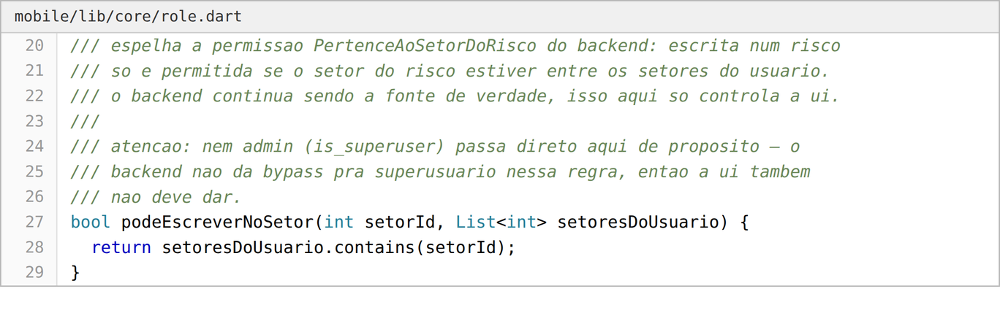 mobile/lib/core/role.dart
20 /// espelha a permissao PertenceAoSetorDoRisco do backend: escrita num risco
21 /// so e permitida se o setor do risco estiver entre os setores do usuario.
22 /// o backend continua sendo a fonte de verdade, isso aqui so controla a ui.
23 ///
24 /// atencao: nem admin (is_superuser) passa direto aqui de proposito — o
25 /// backend nao da bypass pra superusuario nessa regra, entao a ui tambem
26 /// nao deve dar.
27 bool podeEscreverNoSetor(int setorId, List<int> setoresDoUsuario) {
28   return setoresDoUsuario.contains(setorId);
29 }